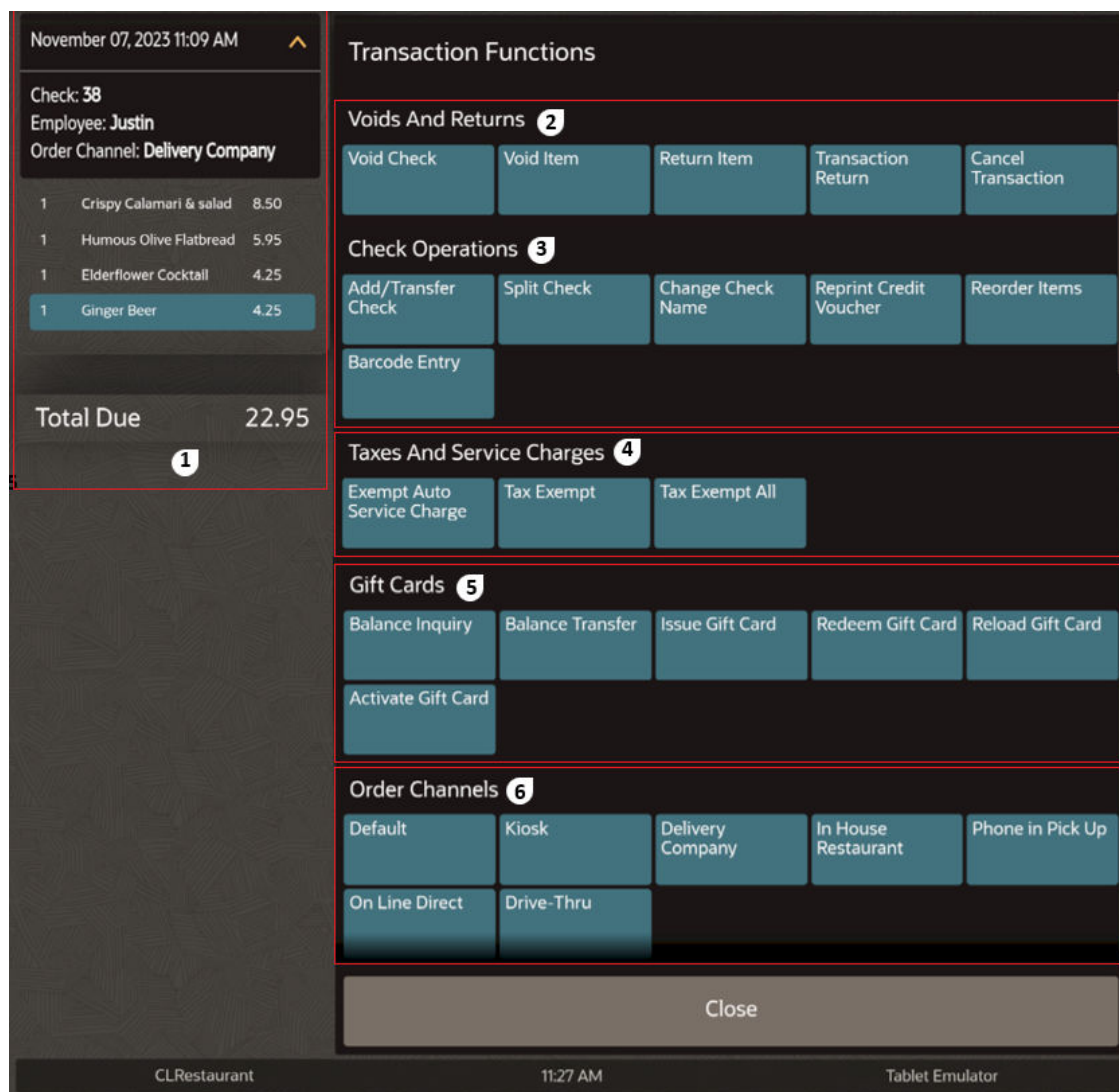 November 07, 2023 11:09 AM
Check: 38
Employee: Justin
Order Channel: Delivery Company
1 Crispy Calamari & salad 8.50
1 Humous Olive Flatbread 5.95
1 Elderflower Cocktail 4.25
1 Ginger Beer 4.25
Total Due 22.95
1
Transaction Functions
Voids And Returns 2
Void Check
Void Item
Return Item
Transaction
Return
Cancel
Transaction
Check Operations 3
Add/Transfer
Check
Split Check
Change Check
Name
Reprint Credit
Voucher
Reorder Items
Barcode Entry
Taxes And Service Charges 4
Exempt Auto
Service Charge
Tax Exempt
Tax Exempt All
Gift Cards 5
Balance Inquiry
Balance Transfer
Issue Gift Card
Redeem Gift Card
Reload Gift Card
Activate Gift Card
Order Channels 6
Default
Kiosk
Delivery
Company
In House
Restaurant
Phone in Pick Up
On Line Direct
Drive-Thru
Close
CLRestaurant 11:27 AM Tablet Emulator